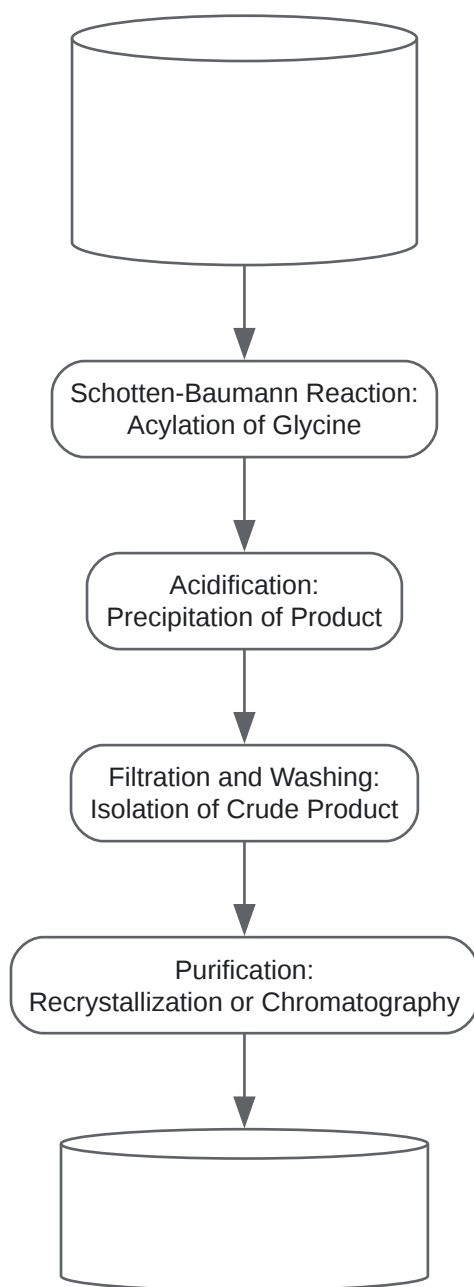 Schotten-Baumann Reaction:
Acylation of Glycine
Acidification:
Precipitation of Product
Filtration and Washing:
Isolation of Crude Product
Purification:
Recrystallization or Chromatography